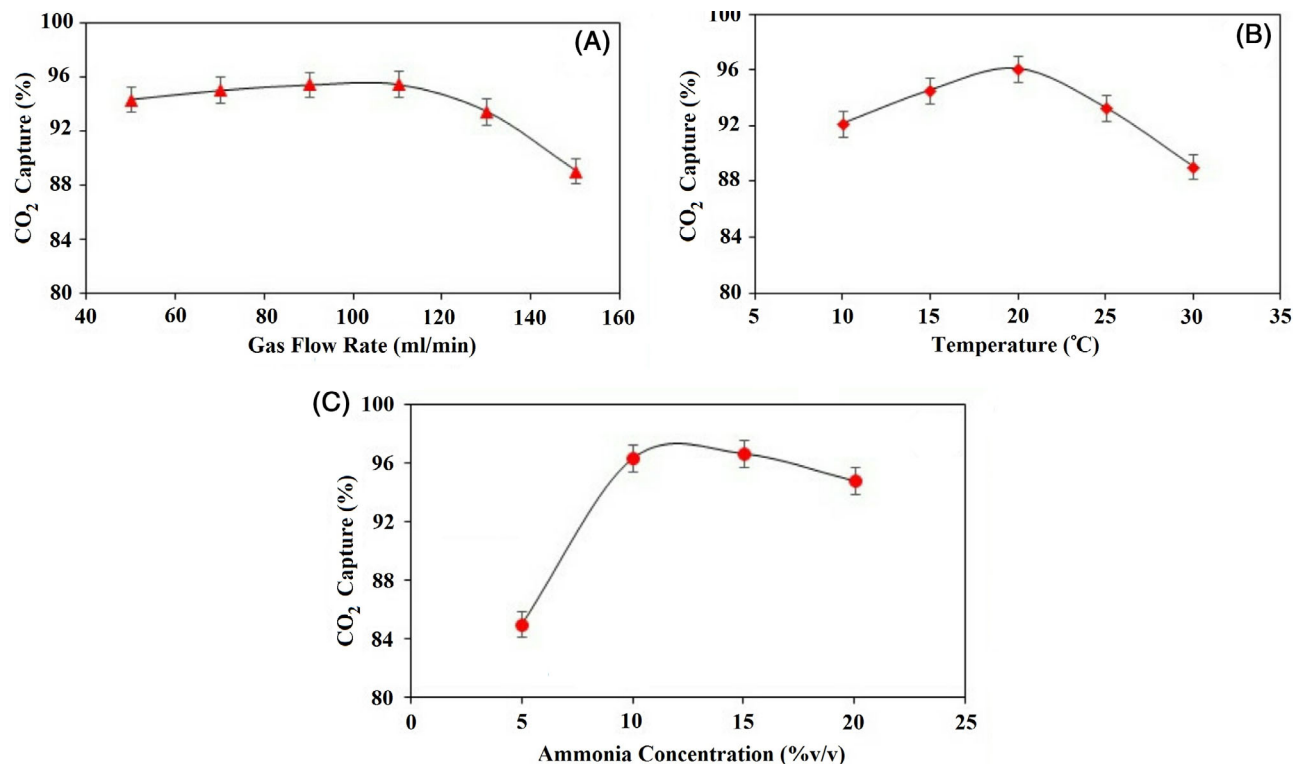 (A)
100
96
92
88
84
80
CO2 Capture (%)
40 60 80 100 120 140 160
Gas Flow Rate (ml/min)
(B)
100
96
92
88
84
80
CO2 Capture (%)
5 10 15 20 25 30 35
Temperature (°C)
(C)
100
96
92
88
84
80
CO2 Capture (%)
0 5 10 15 20 25
Ammonia Concentration (%v/v)